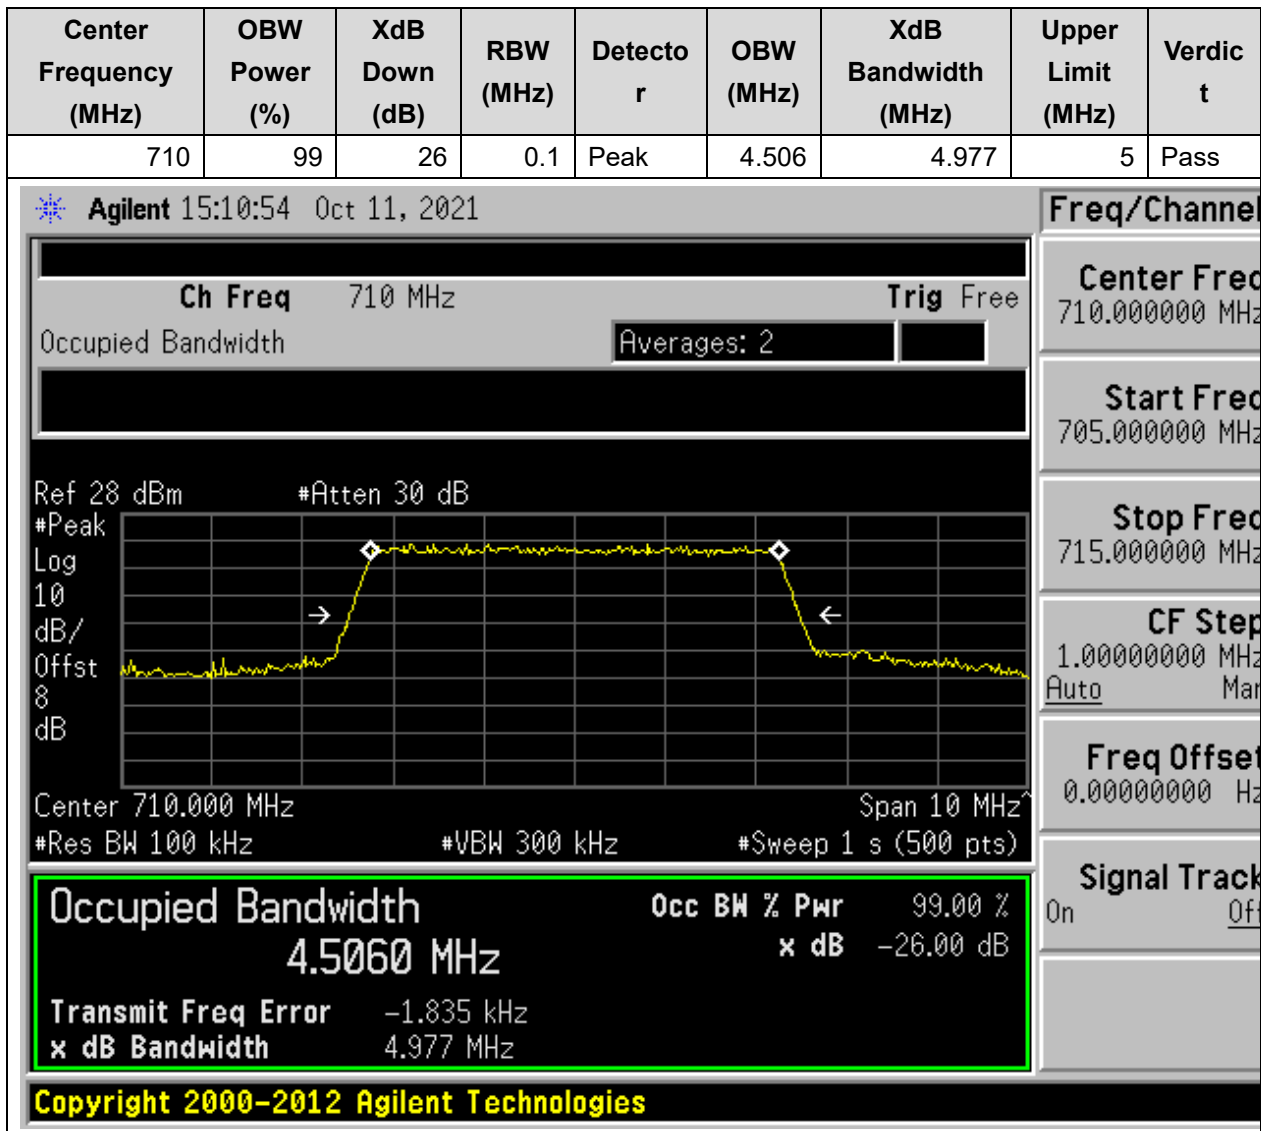 Center Frequency (MHz) OBW Power (%) XdB Down (dB) RBW (MHz) Detector OBW (MHz) XdB Bandwidth (MHz) Upper Limit (MHz) Verdict
710 99 26 0.1 Peak 4.506 4.977 5 Pass
Agilent 15:10:54 Oct 11, 2021
Freq/Channel
Ch Freq 710 MHz Trig Free
Occupied Bandwidth Averages: 2
Center Freq
710.000000 MHz
Start Freq
705.000000 MHz
Stop Freq
715.000000 MHz
CF Step
1.00000000 MHz
Auto Man
Freq Offset
0.00000000 Hz
Signal Track
On Off
Ref 28 dBm #Atten 30 dB
#Peak
Log
10
dB/
Offst
8
dB
Center 710.000 MHz Span 10 MHz^
#Res BW 100 kHz #VBW 300 kHz #Sweep 1 s (500 pts)
Occupied Bandwidth Occ BW % Pwr 99.00 %
4.5060 MHz x dB -26.00 dB
Transmit Freq Error -1.835 kHz
x dB Bandwidth 4.977 MHz
Copyright 2000-2012 Agilent Technologies